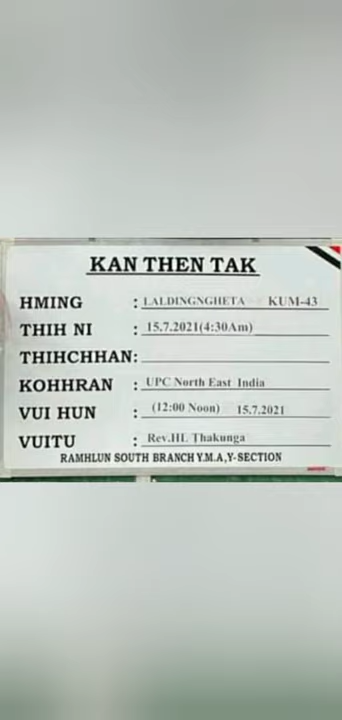 KAN THEN TAK
HMING : LALDINGNGHETA KUM-43
THIH NI : 15.7.2021(4:30Am)
THIHCHHAN:
KOHHRAN : UPC North East India
VUI HUN : (12:00 Noon) 15.7.2021
VUITU : Rev.HL Thakunga
RAMHLUN SOUTH BRANCH Y.M.A,Y-SECTION